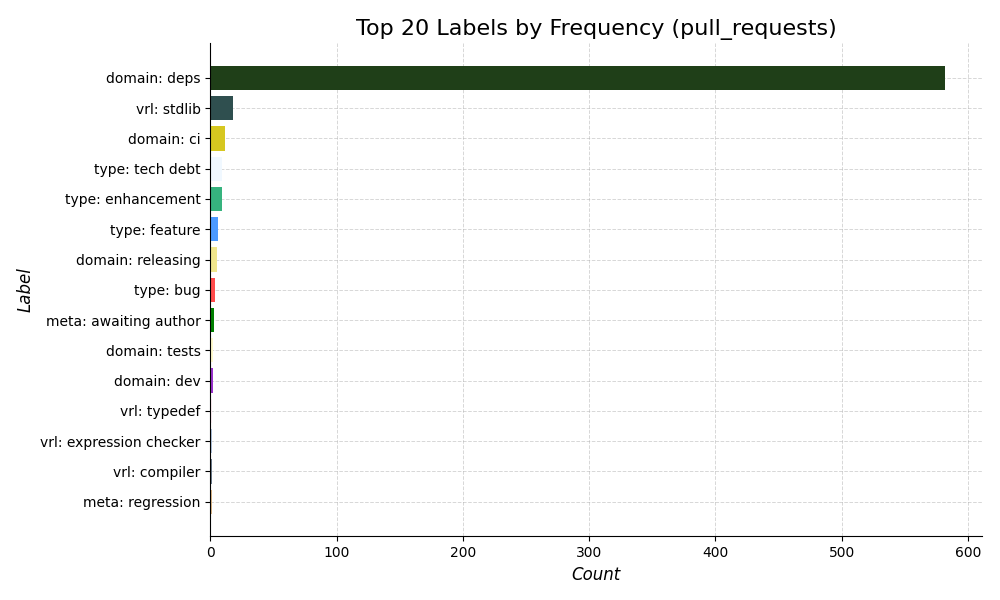 Top 20 Labels by Frequency (pull_requests)
domain: deps
vrl: stdlib
domain: ci
type: tech debt
type: enhancement
type: feature
domain: releasing
type: bug
meta: awaiting author
domain: tests
domain: dev
vrl: typedef
vrl: expression checker
vrl: compiler
meta: regression
Label
0 100 200 300 400 500 600
Count